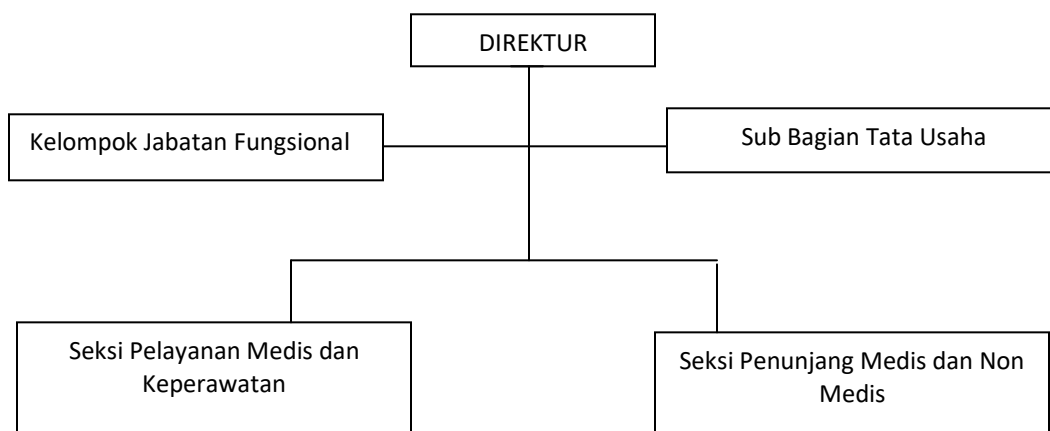 DIREKTUR
Kelompok Jabatan Fungsional
Sub Bagian Tata Usaha
Seksi Pelayanan Medis dan
Keperawatan
Seksi Penunjang Medis dan Non
Medis